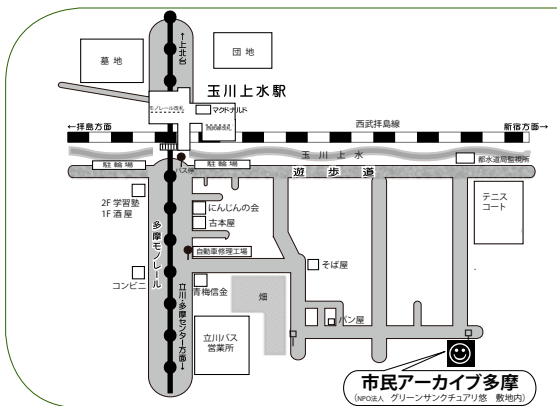 ←上北台
墓地
団地
玉川上水駅
モノレール改札
マクドナルド
←拝島方面
西武拝島線
新宿方面→
玉川上水
駐輪場
バス停
駐輪場
遊歩道
都水道局監視所
2F 学習塾
1F 酒屋
にんじんの会
古本屋
テニス
コート
多摩モノレール
自動車修理工場
そば屋
コンビニ
立川・多摩センター方面→
青梅信金
畑
パン屋
立川バス
営業所
市民アーカイブ多摩
(NPO法人 グリーンサンクチュアリ悠 敷地内)